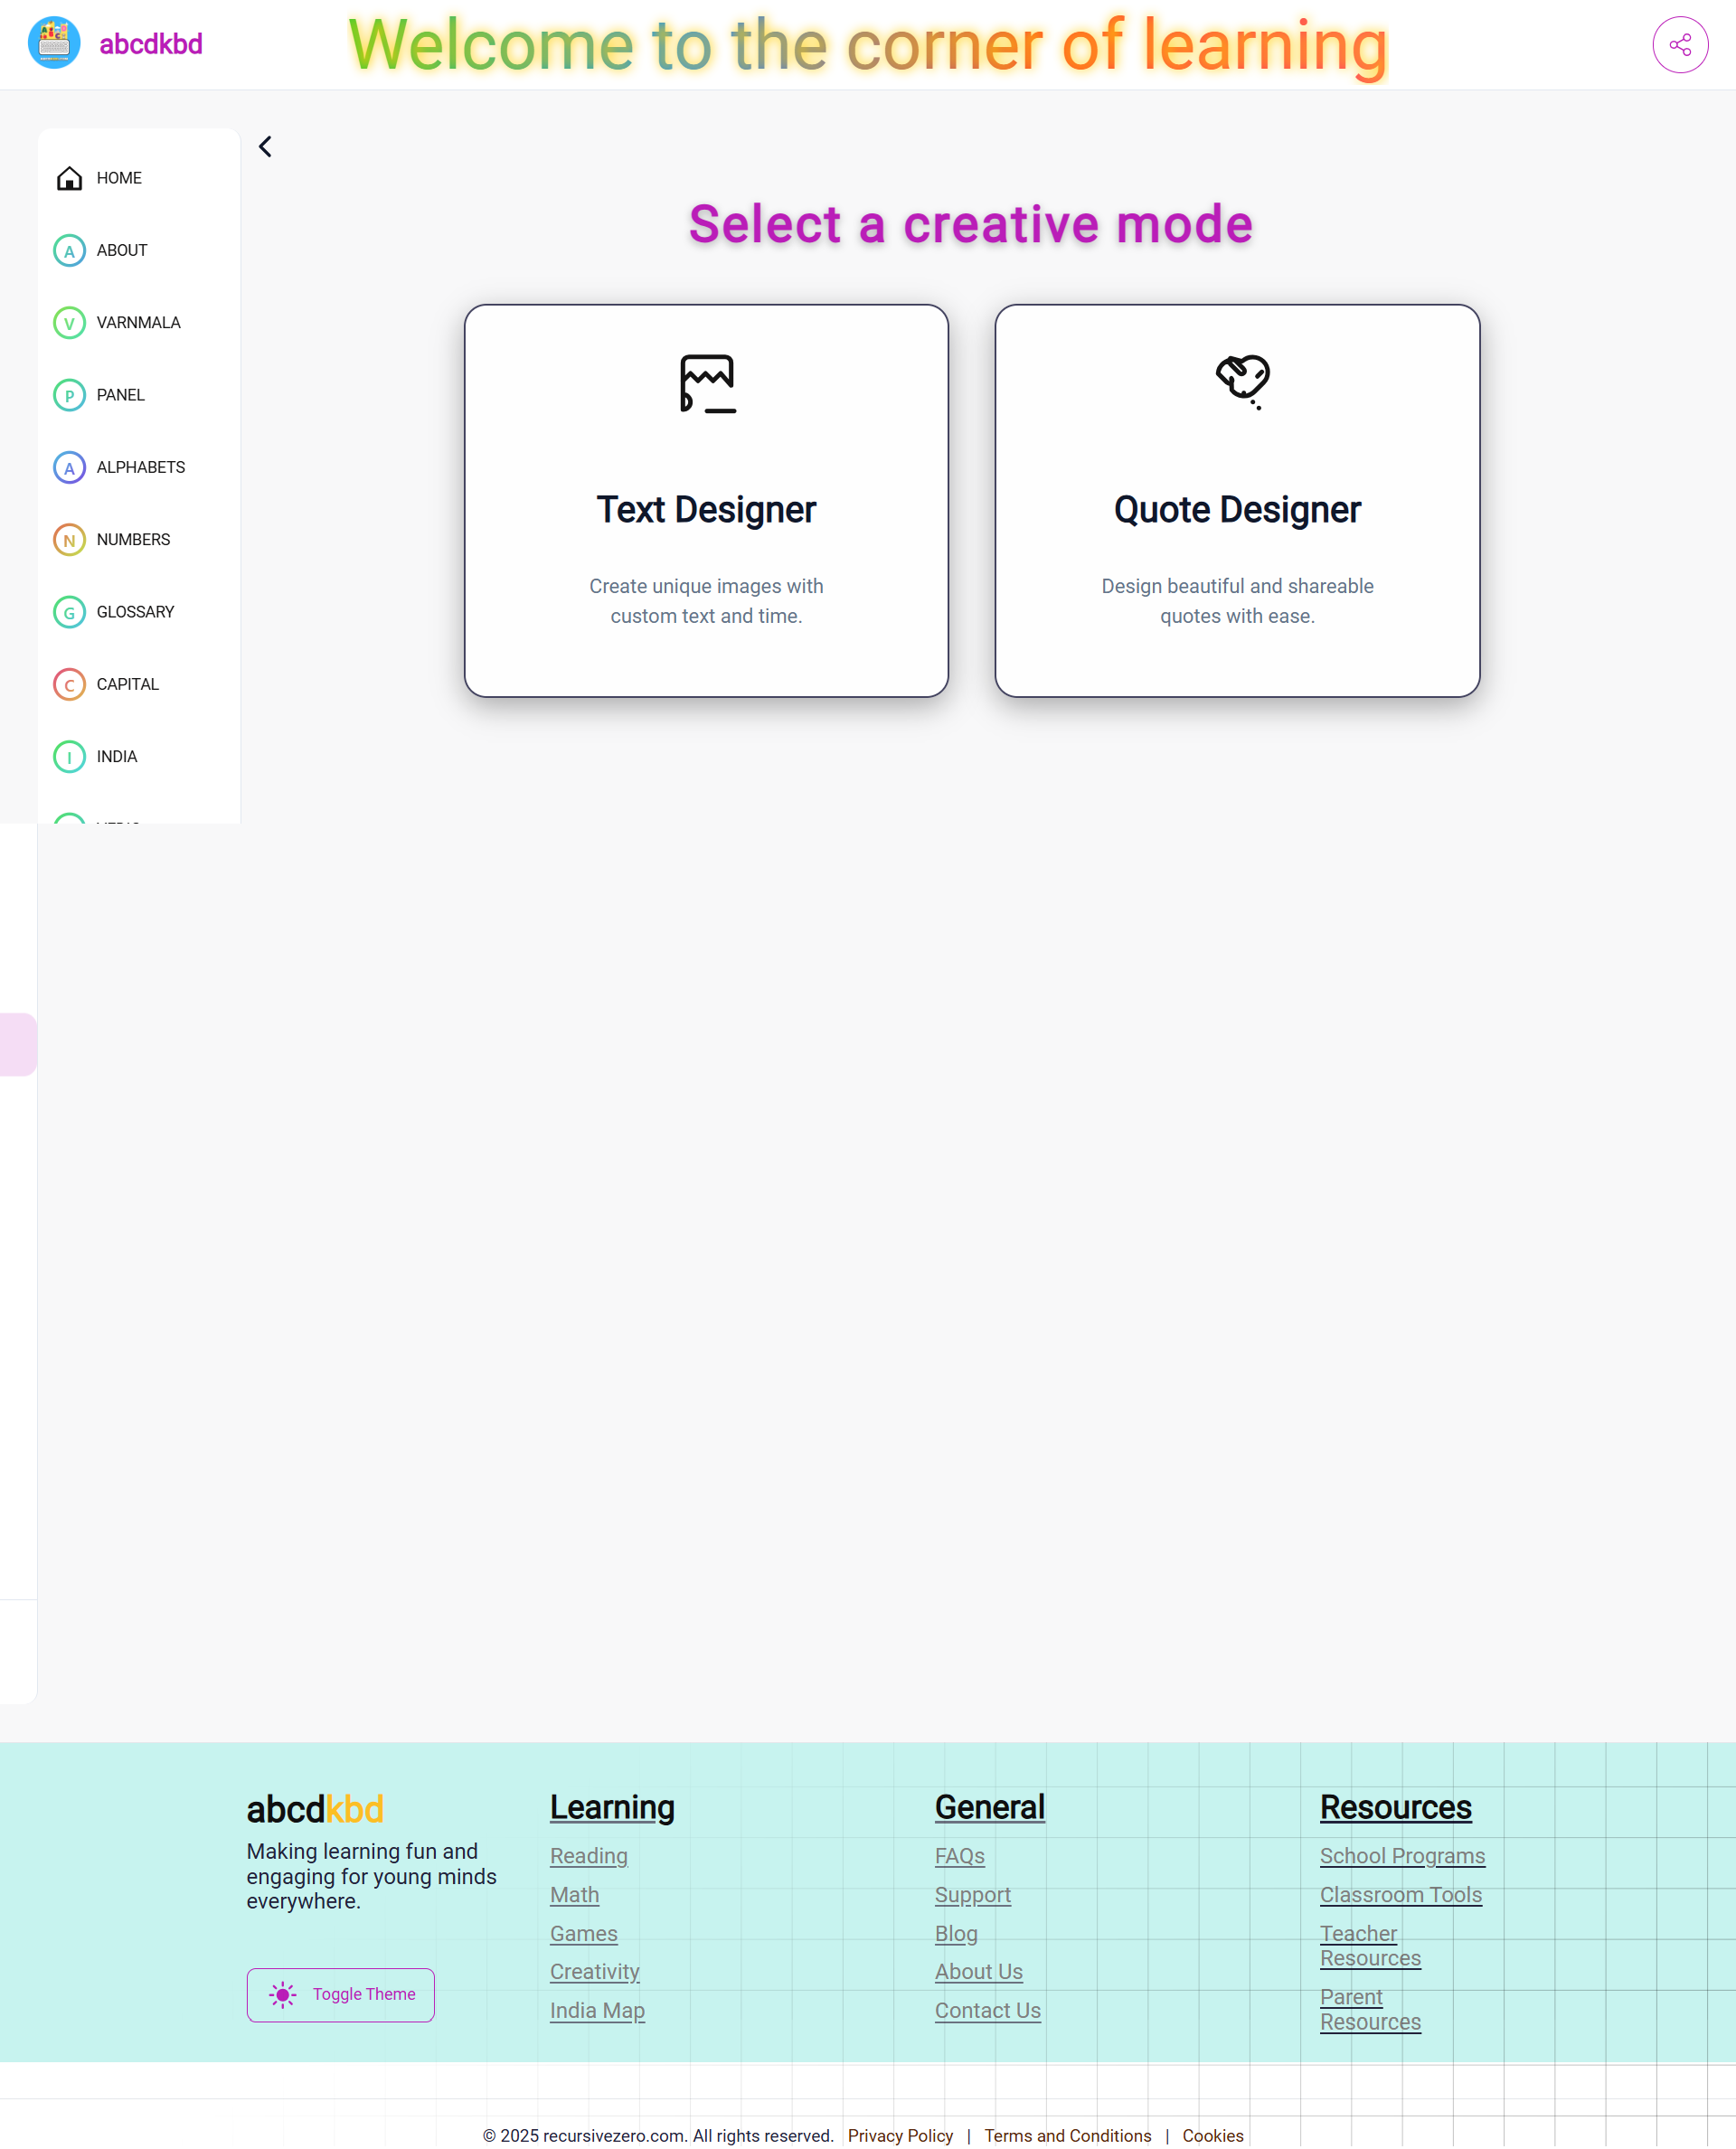 abcdkbd
Welcome to the corner of learning
HOME
A ABOUT
V VARNMALA
P PANEL
A ALPHABETS
N NUMBERS
G GLOSSARY
C CAPITAL
I INDIA
Select a creative mode
Text Designer
Create unique images with
custom text and time.
Quote Designer
Design beautiful and shareable
quotes with ease.
abcdkbd
Making learning fun and
engaging for young minds
everywhere.
Toggle Theme
Learning
Reading
Math
Games
Creativity
India Map
General
FAQs
Support
Blog
About Us
Contact Us
Resources
School Programs
Classroom Tools
Teacher
Resources
Parent
Resources
© 2025 recursivezero.com. All rights reserved. Privacy Policy | Terms and Conditions | Cookies